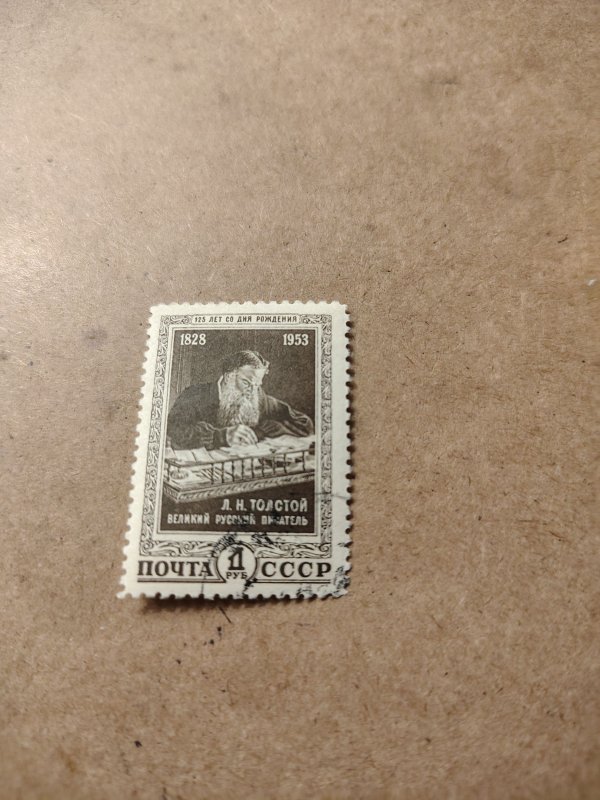 125 ЛЕТ СО ДНЯ РОЖДЕНИЯ
1828 1953
Л. Н. ТОЛСТОЙ
ВЕЛИКИЙ РУССКИЙ ПИСАТЕЛЬ
ПОЧТА 1 РУБ СССР